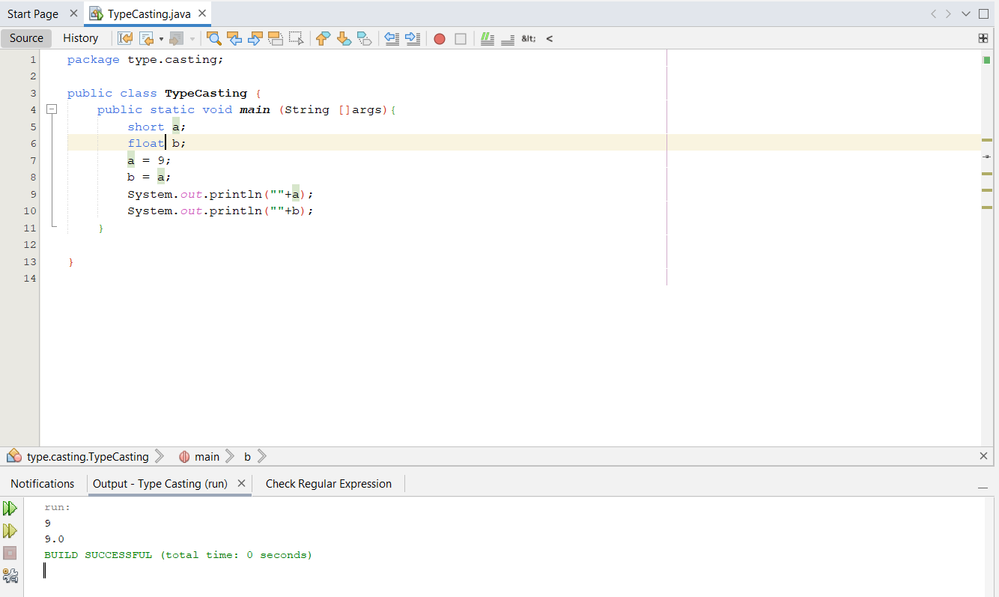 Start Page TypeCasting.java
Source History &lt; <
1 package type.casting;
2
3 public class TypeCasting {
4 public static void main (String []args){
5 short a;
6 float b;
7 a = 9;
8 b = a;
9 System.out.println(""+a);
10 System.out.println(""+b);
11 }
12
13 }
14
type.casting.TypeCasting main b
Notifications Output - Type Casting (run) Check Regular Expression
run:
9
9.0
BUILD SUCCESSFUL (total time: 0 seconds)